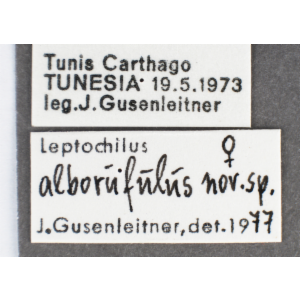 Tunis Carthago
TUNESIA 19.5.1973
leg.J.Gusenleitner
Leptochilus ♀
alborufulus nov.sp.
J.Gusenleitner,det.1977